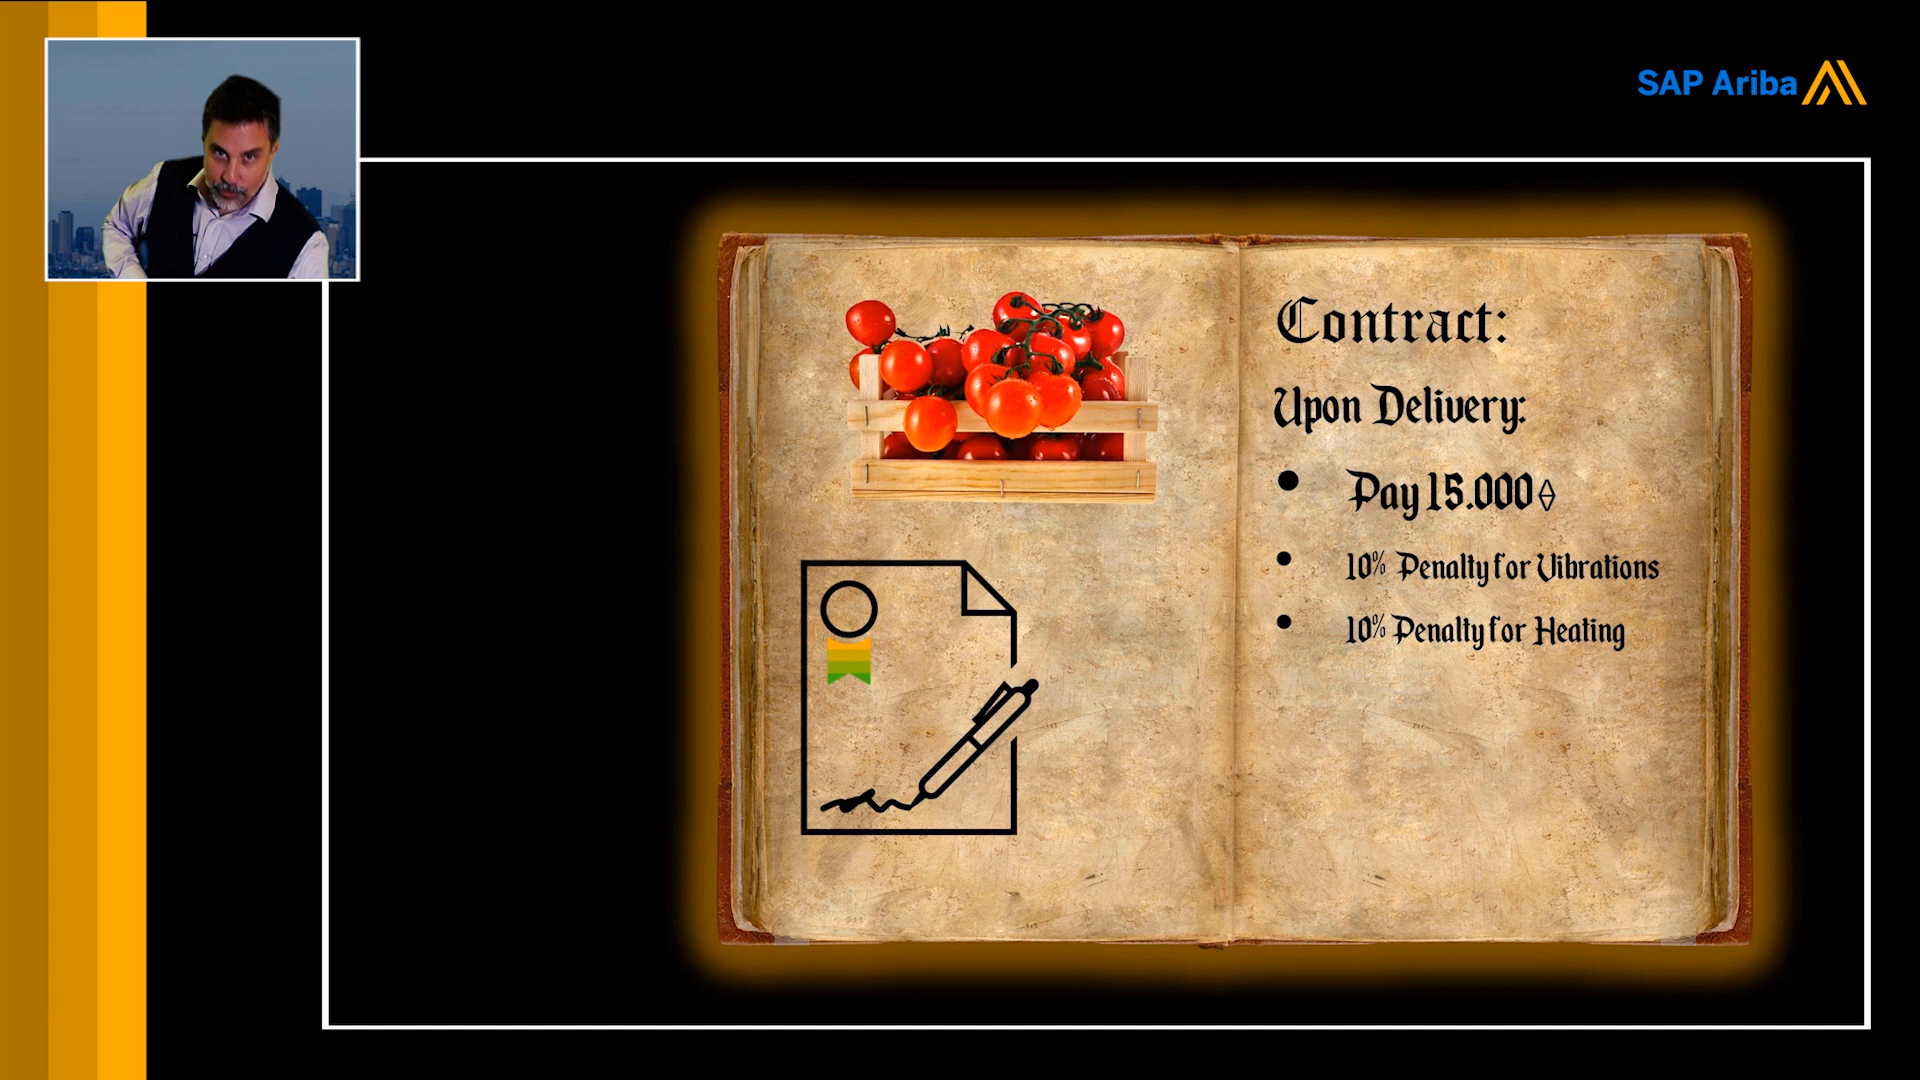 SAP Ariba
Contract:
Upon Delivery:
• Pay 15.000⟠
• 10% Penalty for Vibrations
• 10% Penalty for Heating